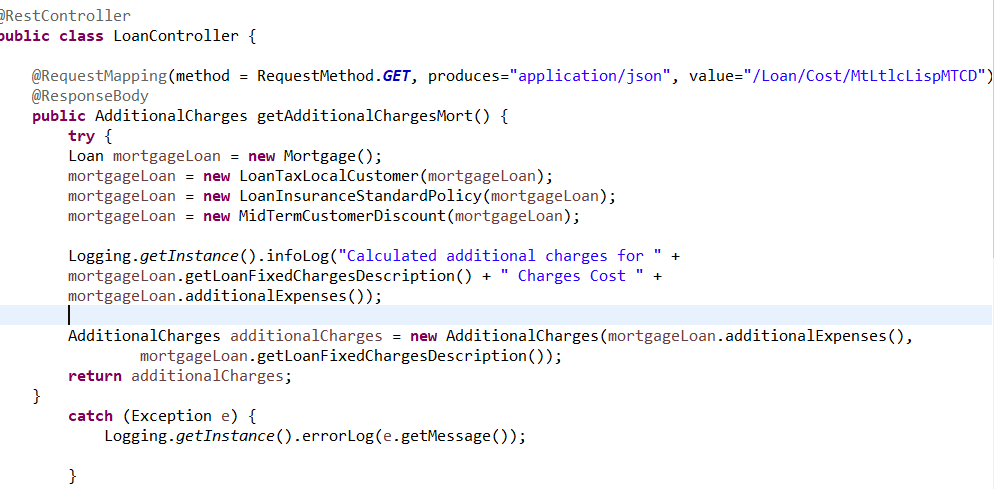 @RestController
public class LoanController {
@RequestMapping(method = RequestMethod.GET, produces="application/json", value="/Loan/Cost/MtLtlcLispMTCD")
@ResponseBody
public AdditionalCharges getAdditionalChargesMort() {
try {
Loan mortgageLoan = new Mortgage();
mortgageLoan = new LoanTaxLocalCustomer(mortgageLoan);
mortgageLoan = new LoanInsuranceStandardPolicy(mortgageLoan);
mortgageLoan = new MidTermCustomerDiscount(mortgageLoan);
Logging.getInstance().infoLog("Calculated additional charges for " +
mortgageLoan.getLoanFixedChargesDescription() + " Charges Cost " +
mortgageLoan.additionalExpenses());
AdditionalCharges additionalCharges = new AdditionalCharges(mortgageLoan.additionalExpenses(),
mortgageLoan.getLoanFixedChargesDescription());
return additionalCharges;
}
catch (Exception e) {
Logging.getInstance().errorLog(e.getMessage());
}